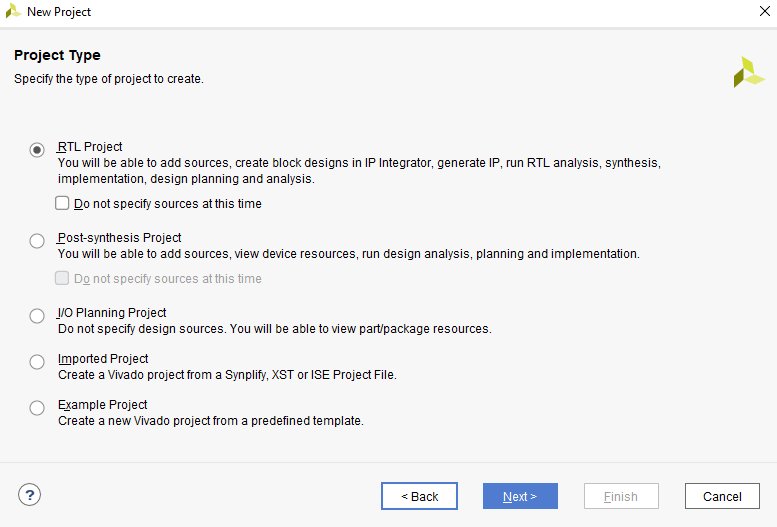 New Project
Project Type
Specify the type of project to create.
RTL Project
You will be able to add sources, create block designs in IP Integrator, generate IP, run RTL analysis, synthesis,
implementation, design planning and analysis.
Do not specify sources at this time
Post-synthesis Project
You will be able to add sources, view device resources, run design analysis, planning and implementation.
Do not specify sources at this time
I/O Planning Project
Do not specify design sources. You will be able to view part/package resources.
Imported Project
Create a Vivado project from a Synplify, XST or ISE Project File.
Example Project
Create a new Vivado project from a predefined template.
?
< Back
Next >
Finish
Cancel